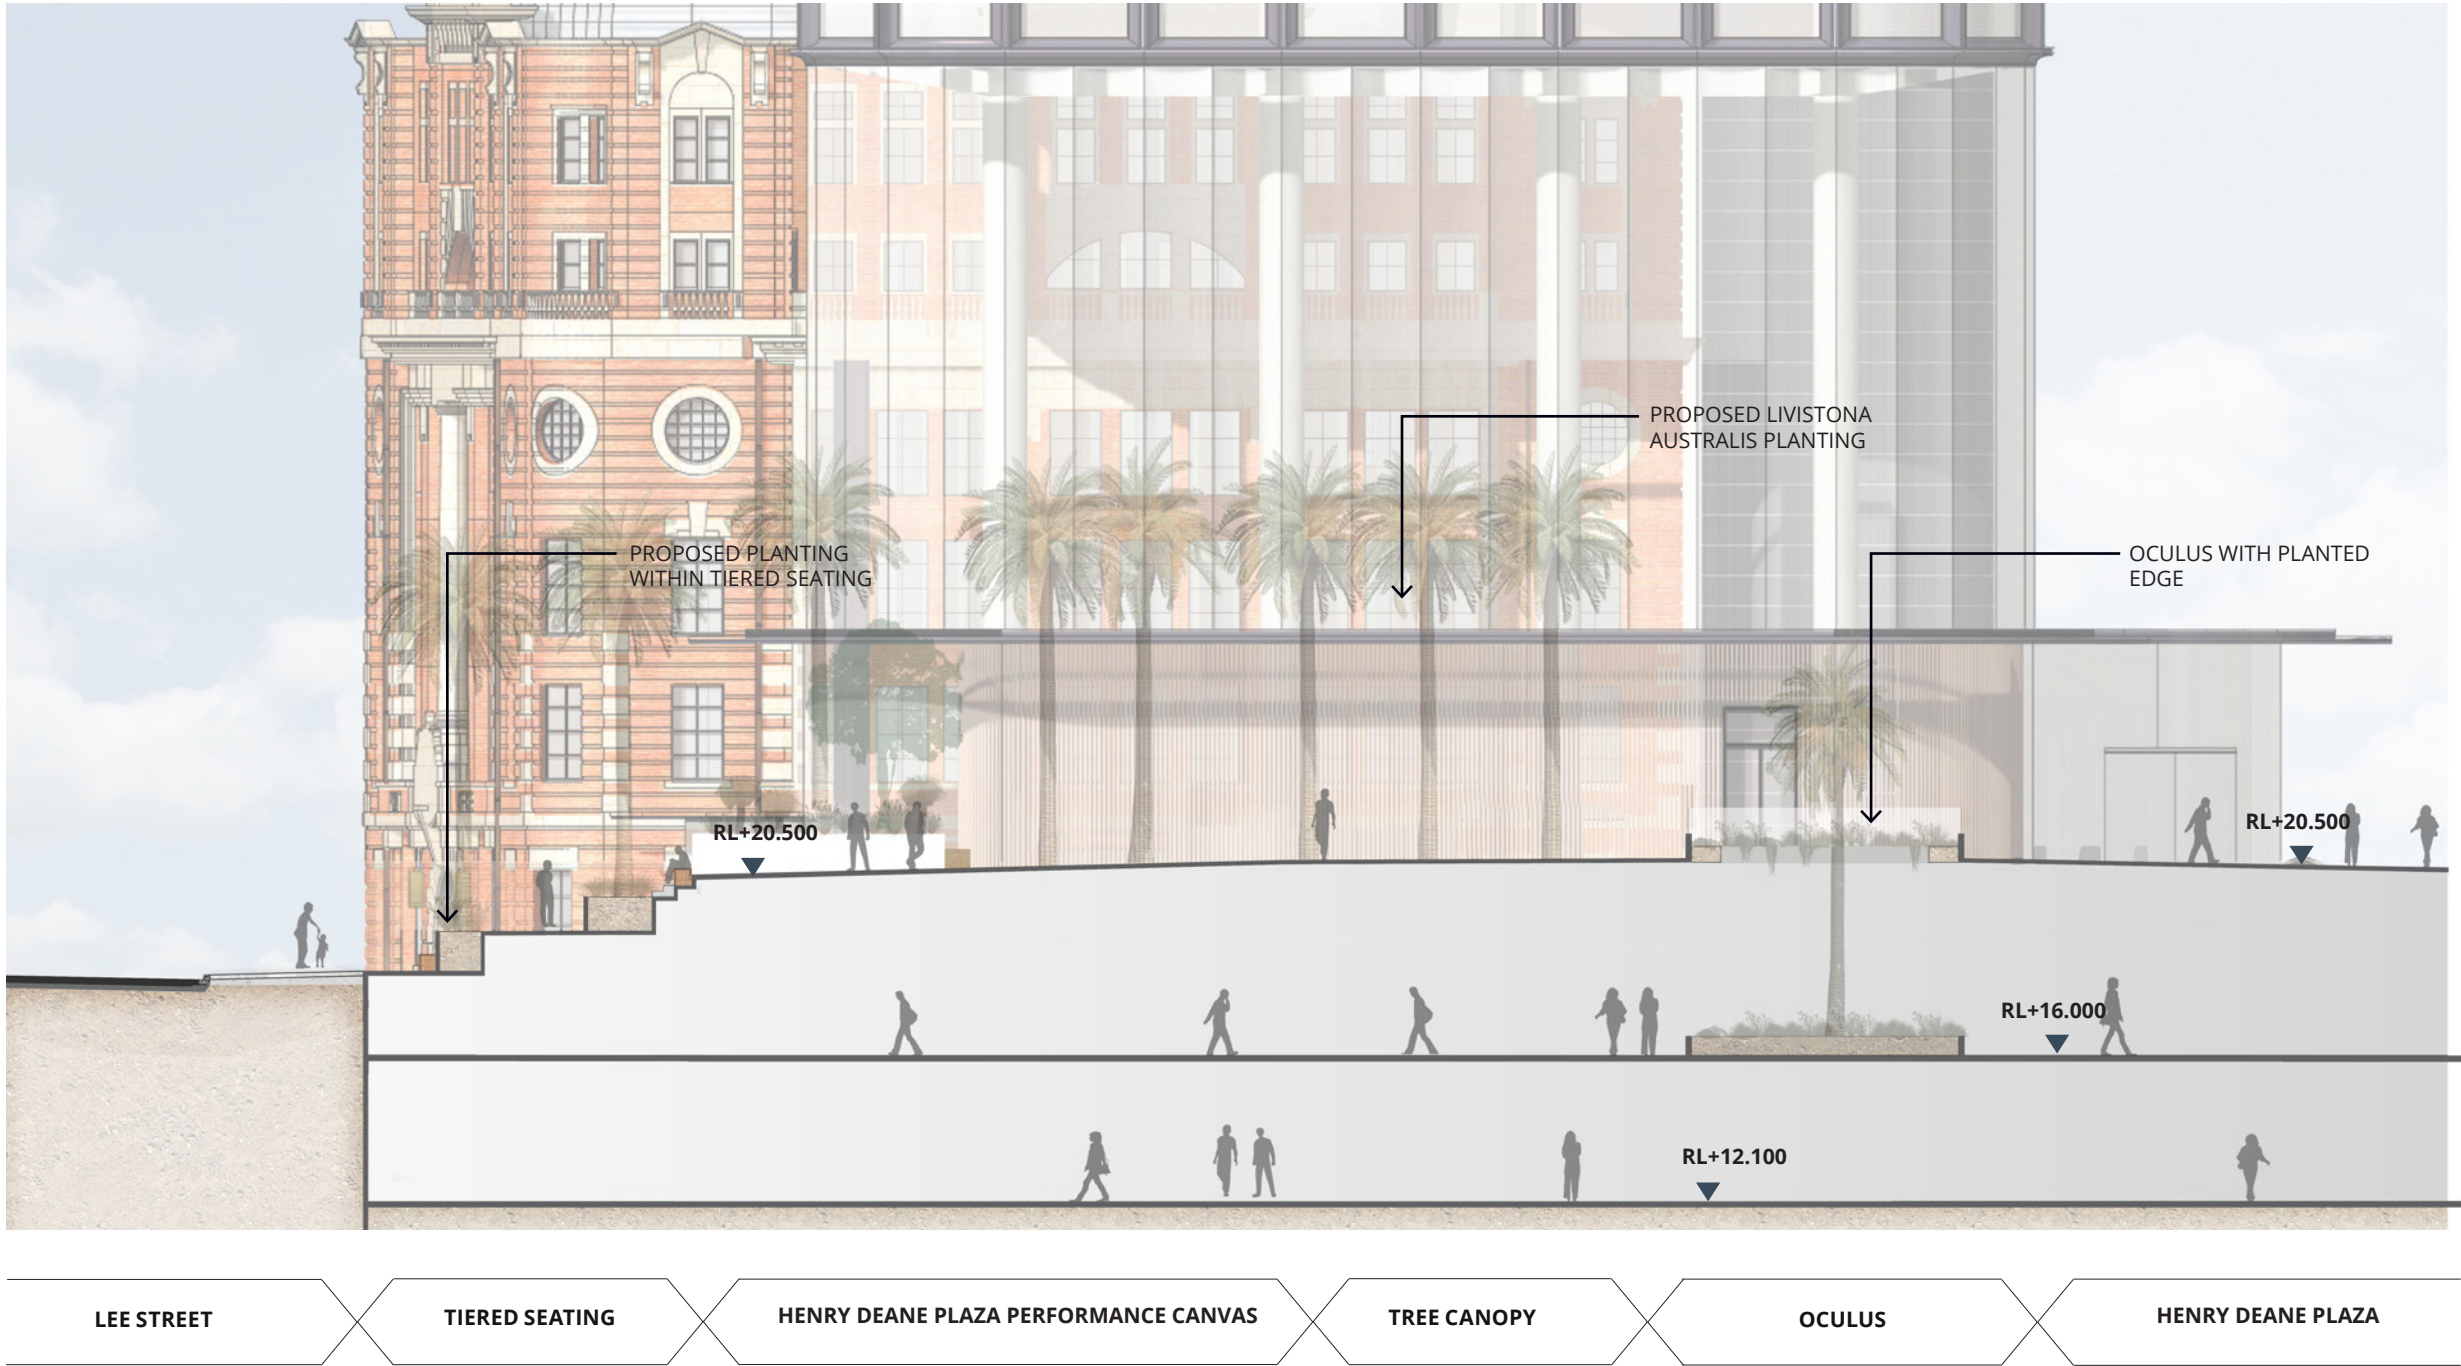 PROPOSED LIVISTONA
AUSTRALIS PLANTING
PROPOSED PLANTING
WITHIN TIERED SEATING
OCULUS WITH PLANTED
EDGE
RL+20.500
RL+20.500
RL+16.000
RL+12.100
LEE STREET
TIERED SEATING
HENRY DEANE PLAZA PERFORMANCE CANVAS
TREE CANOPY
OCULUS
HENRY DEANE PLAZA